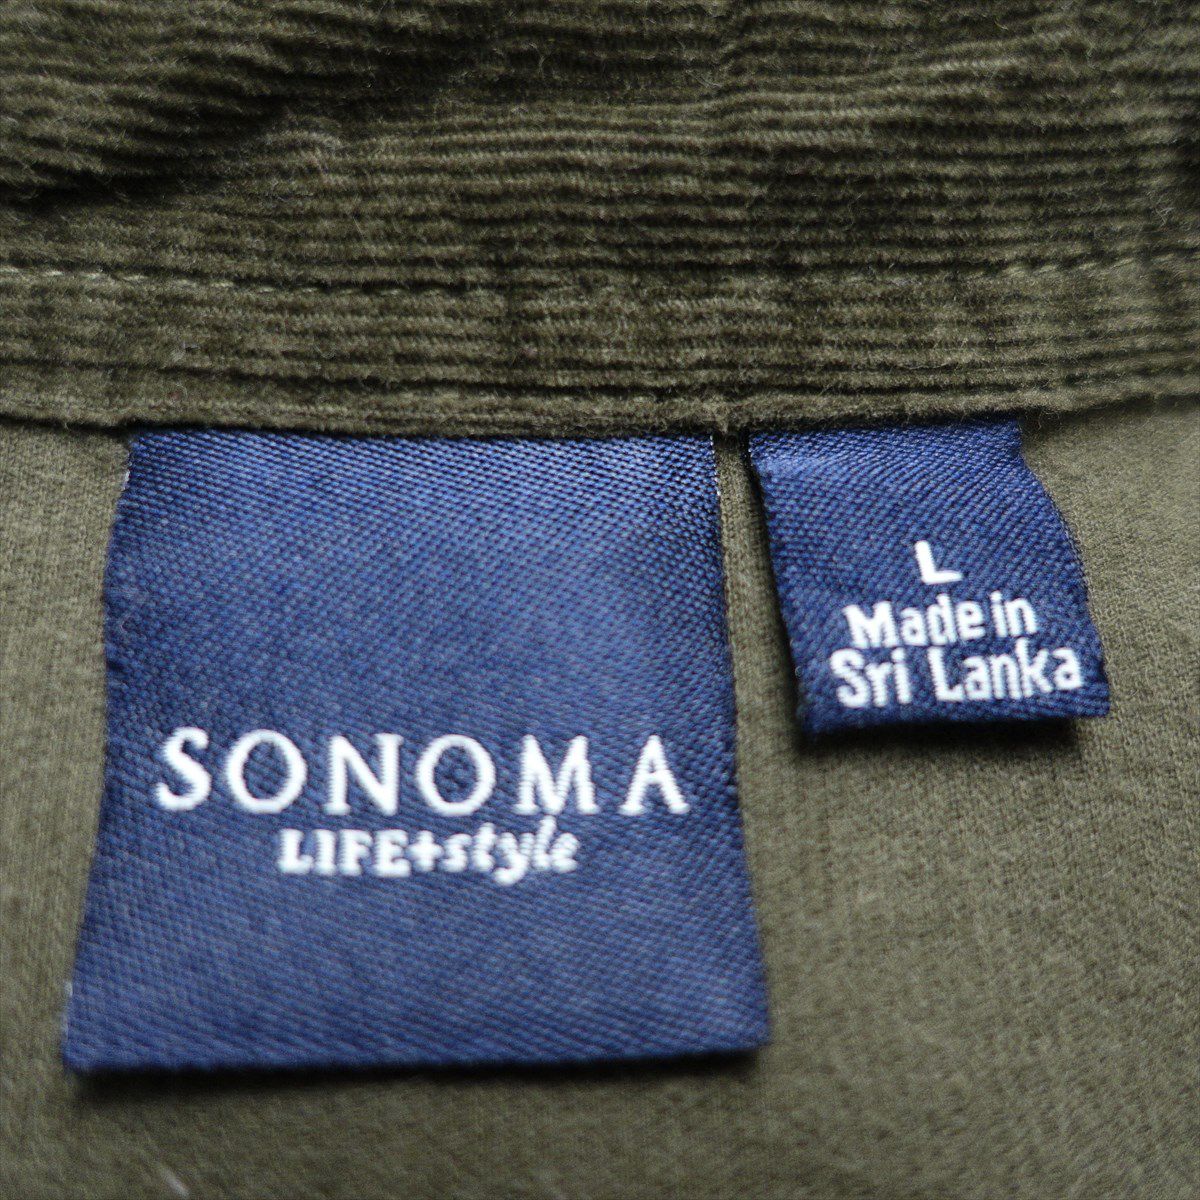 SONOMA
LIFE+style
L
Made in
Sri Lanka